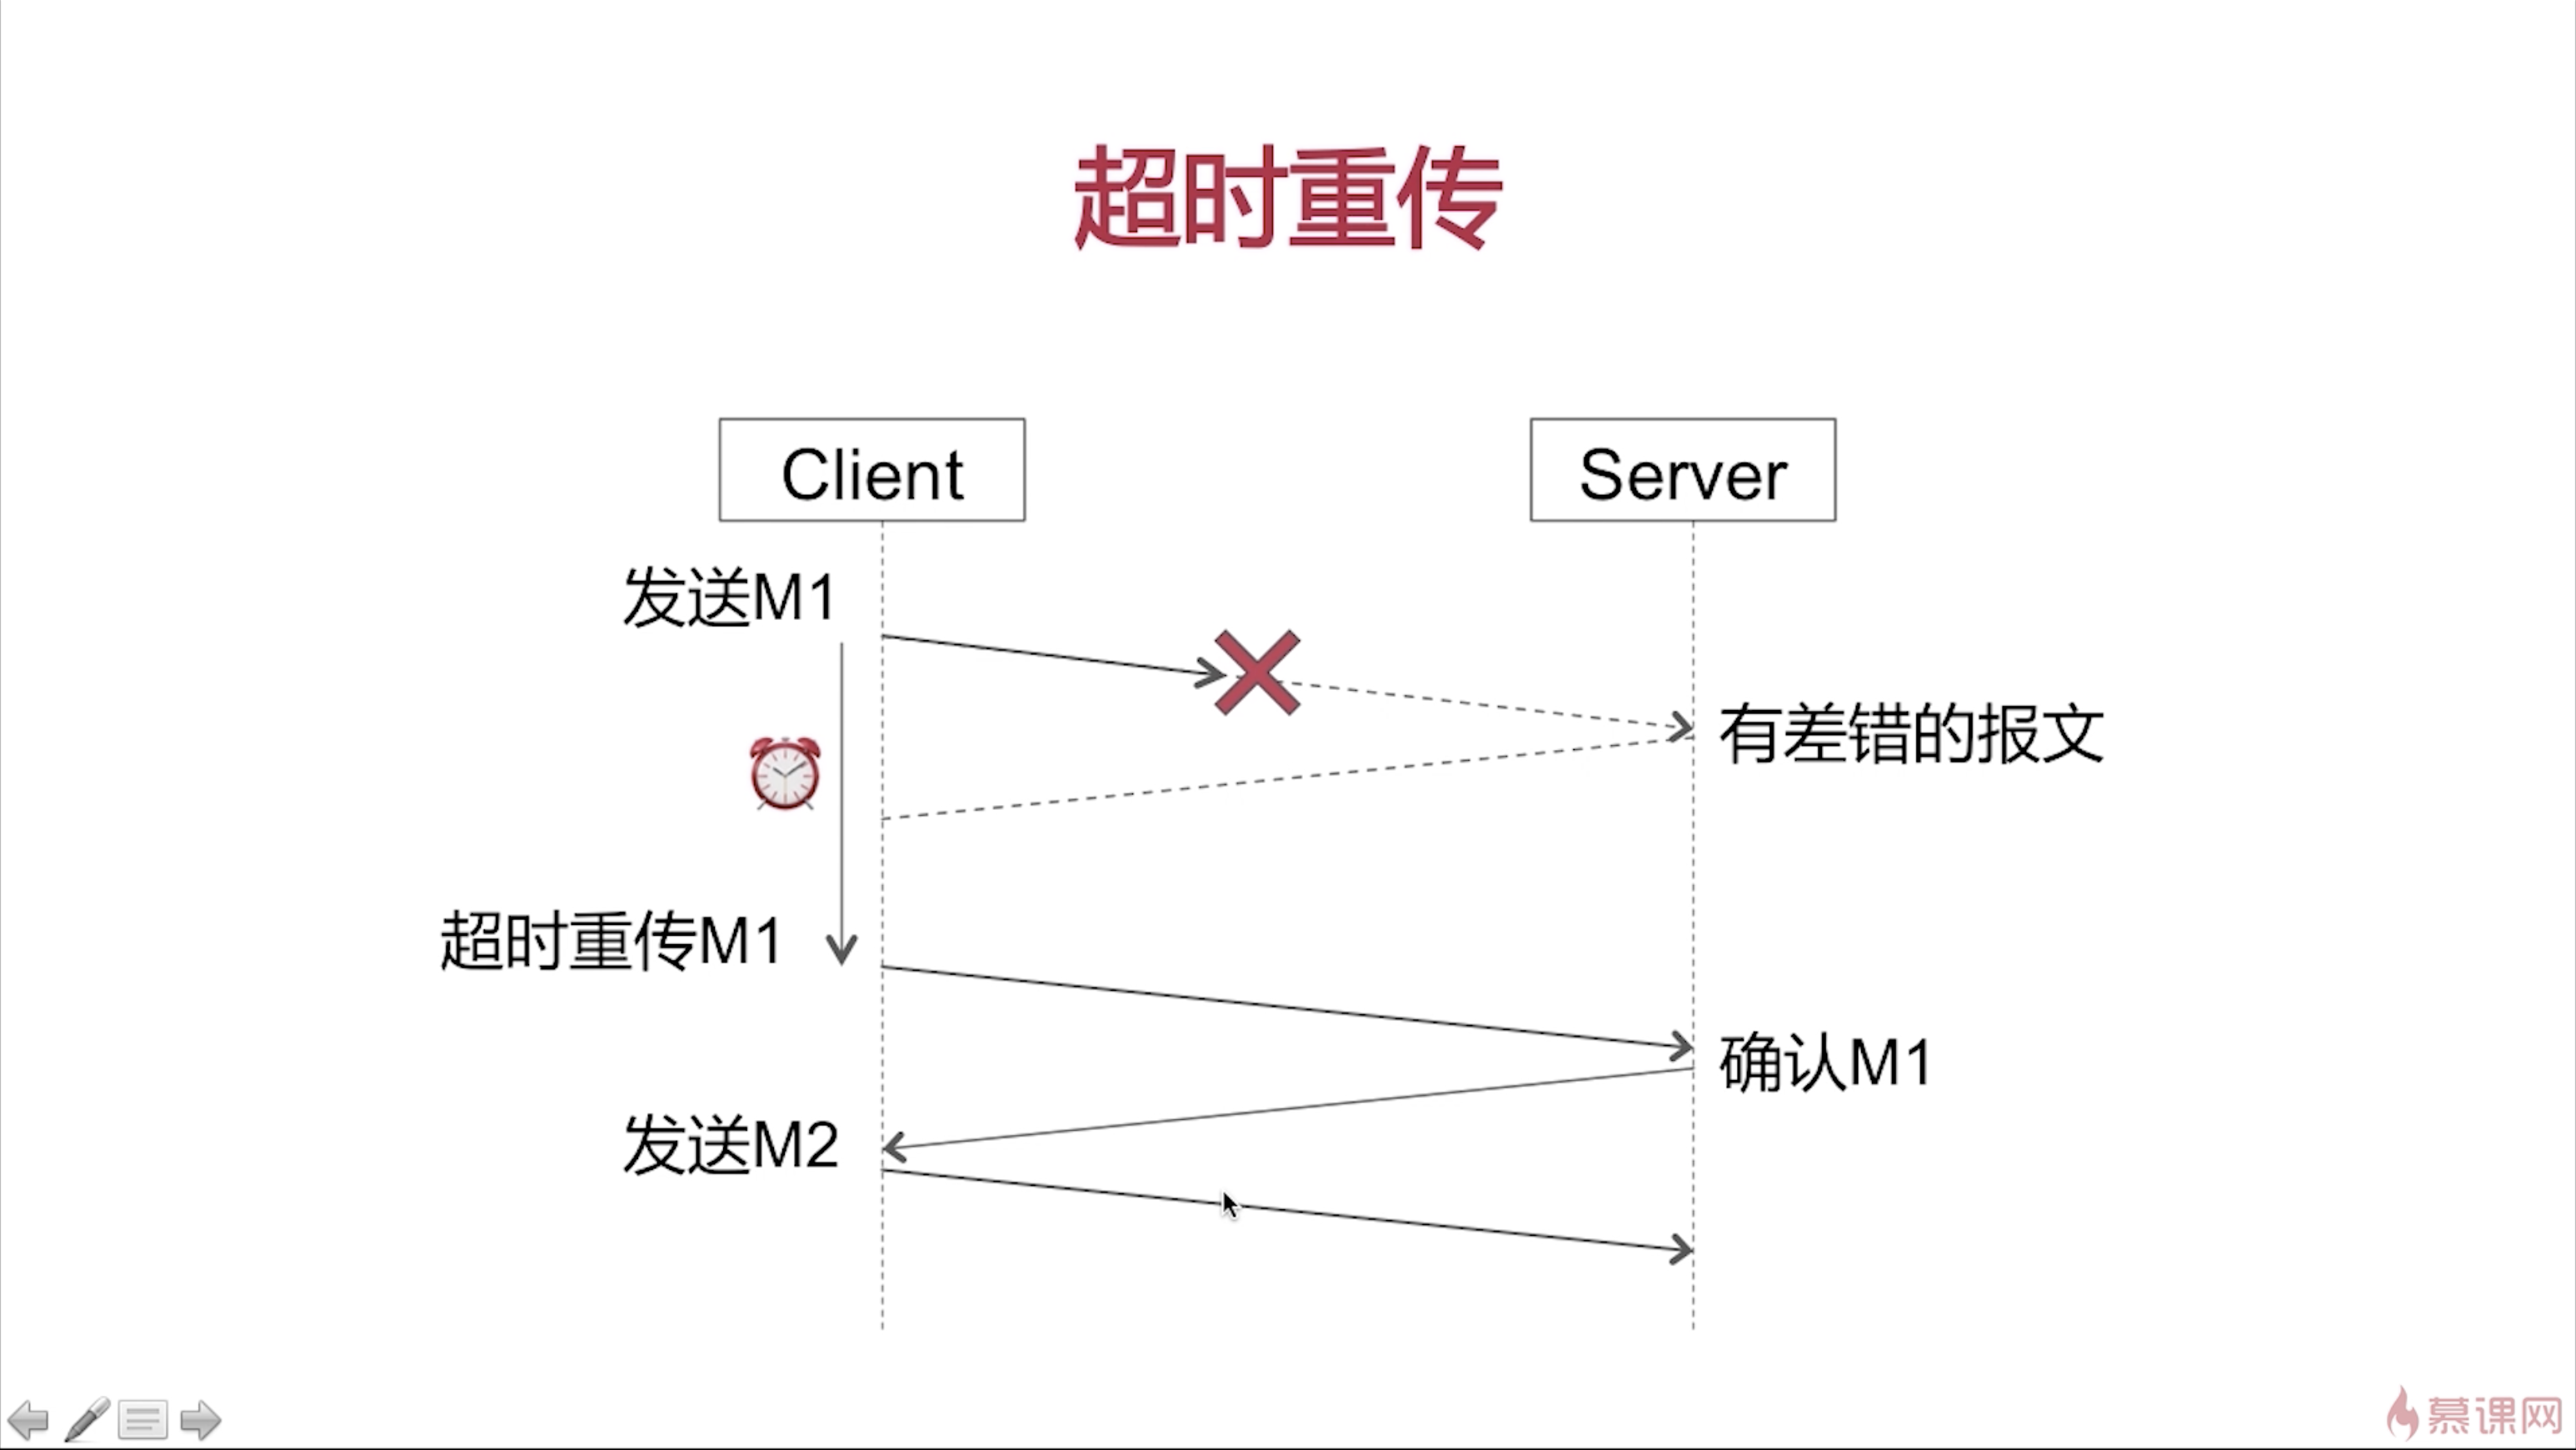 超时重传
Client
Server
发送M1
有差错的报文
超时重传M1
确认M1
发送M2
慕课网